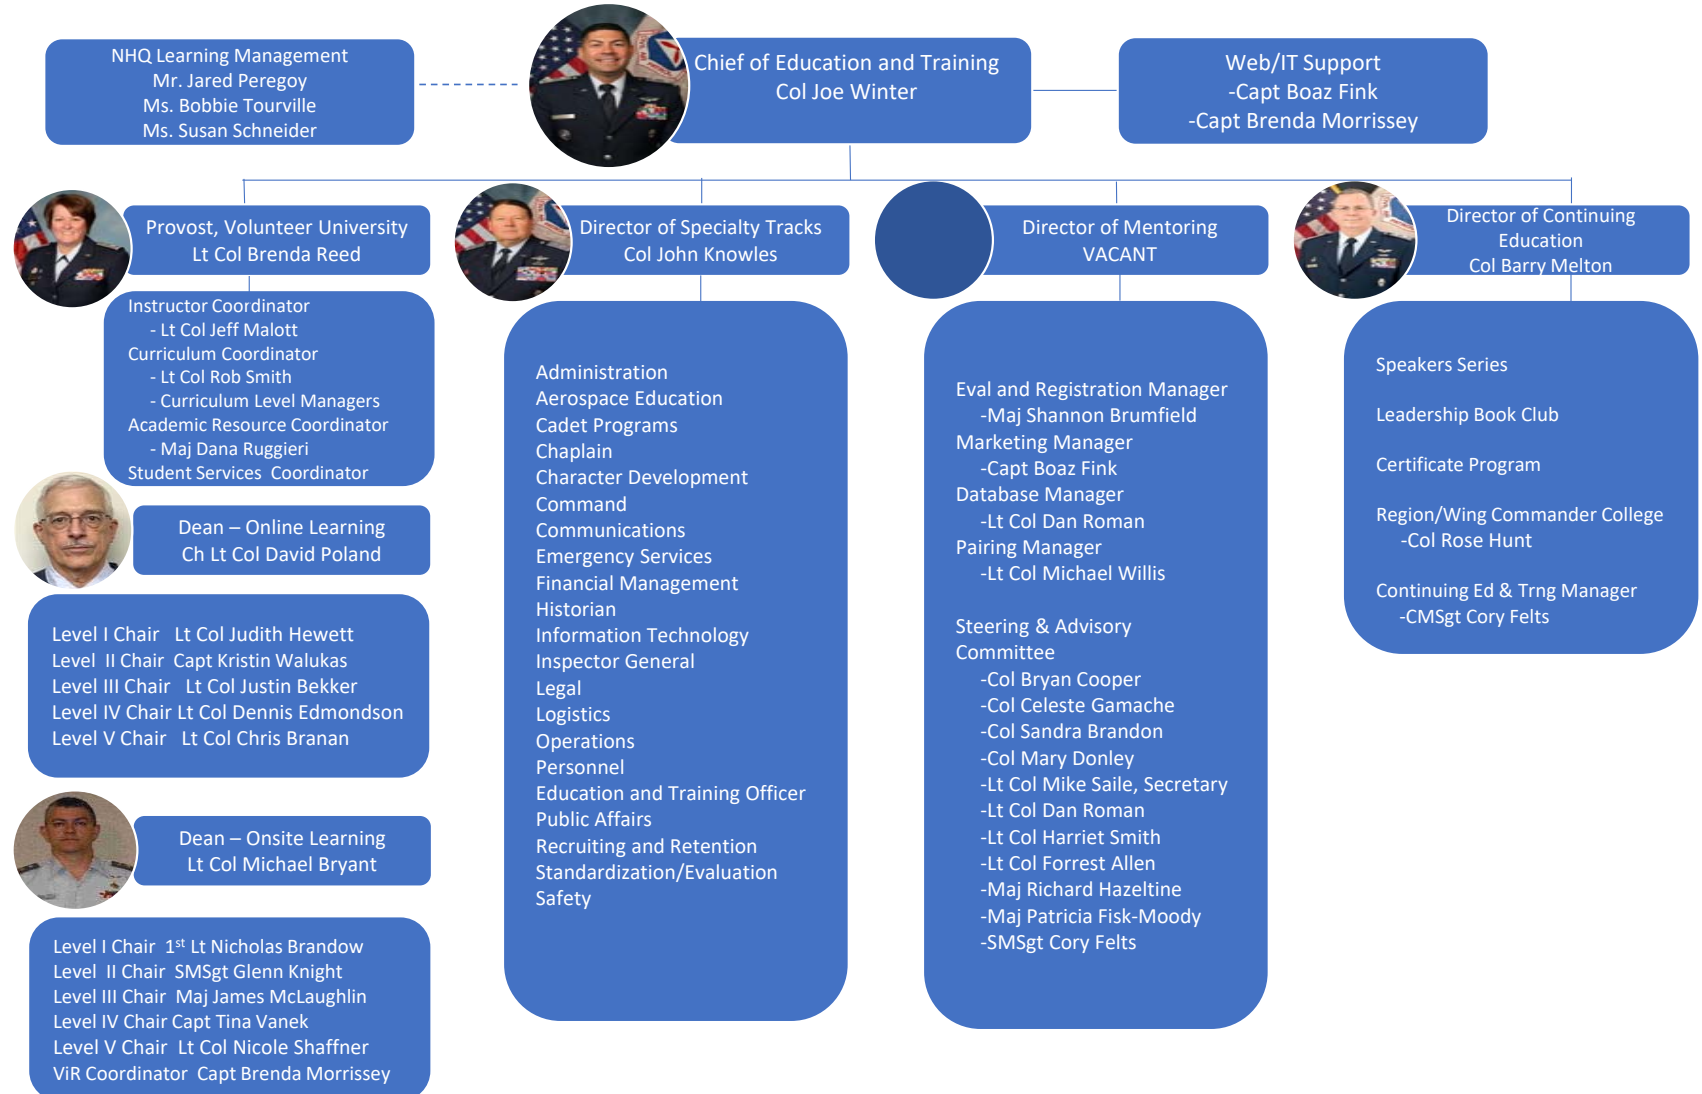 NHQ Learning Management
Mr. Jared Peregoy
Ms. Bobbie Tourville
Ms. Susan Schneider
Chief of Education and Training
Col Joe Winter
Web/IT Support
-Capt Boaz Fink
-Capt Brenda Morrissey
Provost, Volunteer University
Lt Col Brenda Reed
Instructor Coordinator
- Lt Col Jeff Malott
Curriculum Coordinator
- Lt Col Rob Smith
- Curriculum Level Managers
Academic Resource Coordinator
- Maj Dana Ruggieri
Student Services Coordinator
Dean – Online Learning
Ch Lt Col David Poland
Level I Chair Lt Col Judith Hewett
Level II Chair Capt Kristin Walukas
Level III Chair Lt Col Justin Bekker
Level IV Chair Lt Col Dennis Edmondson
Level V Chair Lt Col Chris Branan
Dean – Onsite Learning
Lt Col Michael Bryant
Level I Chair 1st Lt Nicholas Brandow
Level II Chair SMSgt Glenn Knight
Level III Chair Maj James McLaughlin
Level IV Chair Capt Tina Vanek
Level V Chair Lt Col Nicole Shaffner
ViR Coordinator Capt Brenda Morrissey
Director of Specialty Tracks
Col John Knowles
Administration
Aerospace Education
Cadet Programs
Chaplain
Character Development
Command
Communications
Emergency Services
Financial Management
Historian
Information Technology
Inspector General
Legal
Logistics
Operations
Personnel
Education and Training Officer
Public Affairs
Recruiting and Retention
Standardization/Evaluation
Safety
Director of Mentoring
VACANT
Eval and Registration Manager
-Maj Shannon Brumfield
Marketing Manager
-Capt Boaz Fink
Database Manager
-Lt Col Dan Roman
Pairing Manager
-Lt Col Michael Willis
Steering & Advisory
Committee
-Col Bryan Cooper
-Col Celeste Gamache
-Col Sandra Brandon
-Col Mary Donley
-Lt Col Mike Saile, Secretary
-Lt Col Dan Roman
-Lt Col Harriet Smith
-Lt Col Forrest Allen
-Maj Richard Hazeltine
-Maj Patricia Fisk-Moody
-SMSgt Cory Felts
Director of Continuing
Education
Col Barry Melton
Speakers Series
Leadership Book Club
Certificate Program
Region/Wing Commander College
-Col Rose Hunt
Continuing Ed & Trng Manager
-CMSgt Cory Felts